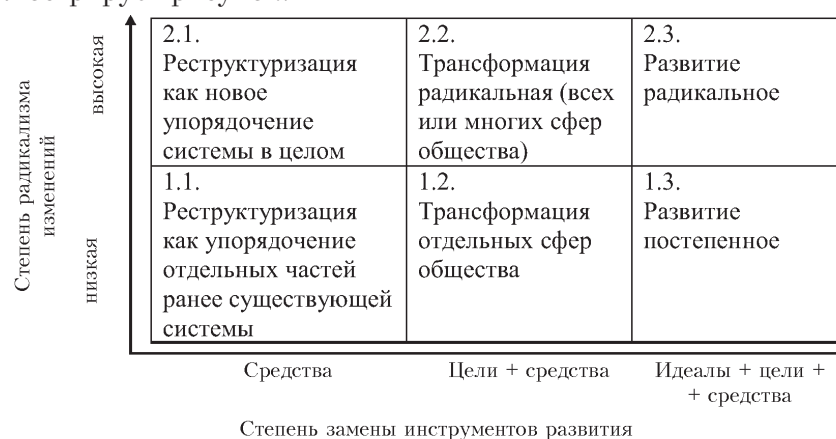 Степень радикализма
изменений
высокая
низкая
2.1.
Реструктуризация
как новое
упорядочение
системы в целом
2.2.
Трансформация
радикальная (всех
или многих сфер
общества)
2.3.
Развитие
радикальное
1.1.
Реструктуризация
как упорядочение
отдельных частей
ранее существующей
системы
1.2.
Трансформация
отдельных сфер
общества
1.3.
Развитие
постепенное
Средства
Цели + средства
Идеалы + цели +
+ средства
Степень замены инструментов развития